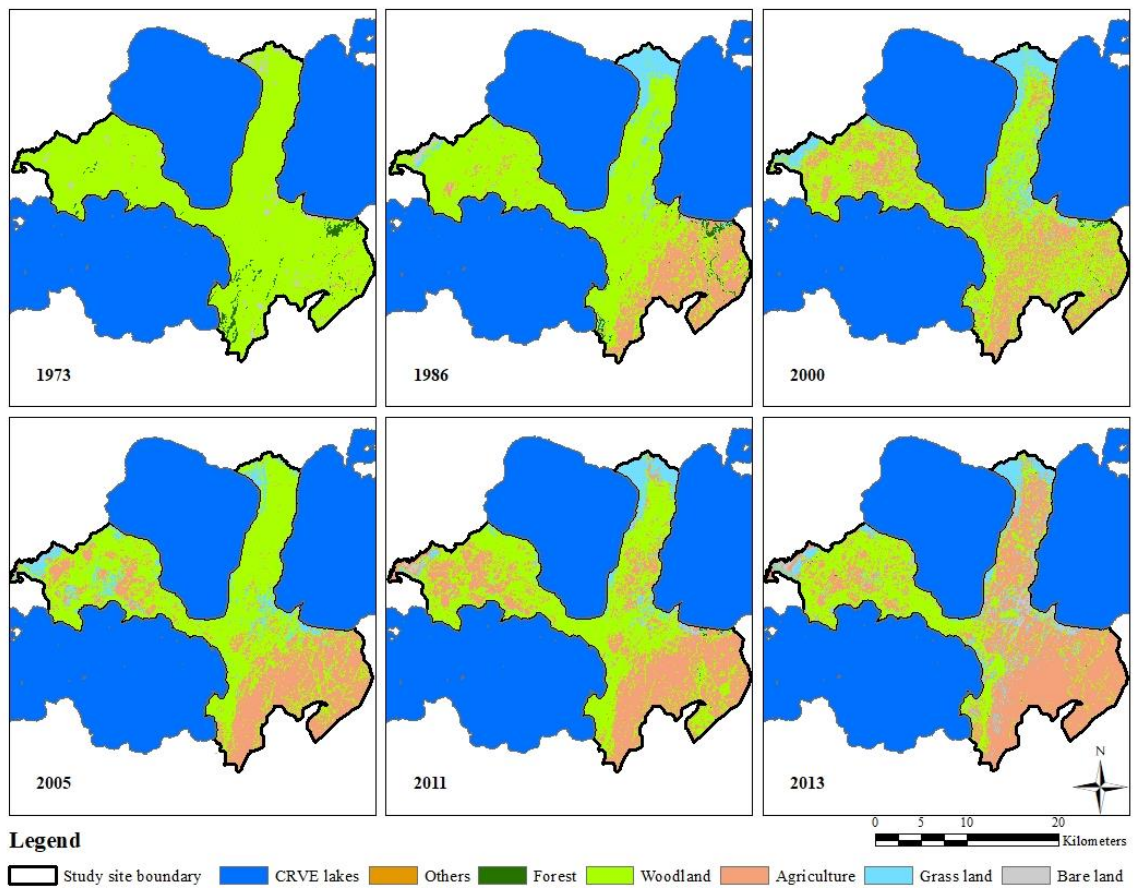 1973
1986
2000
2005
2011
2013
N
0 5 10 20
Kilometers
Legend
Study site boundary CRVE lakes Others Forest Woodland Agriculture Grass land Bare land